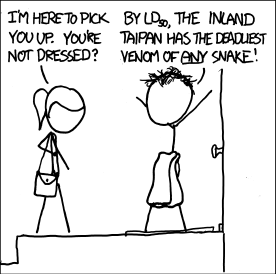 I'M HERE TO PICK
YOU UP. YOU'RE
NOT DRESSED?
BY LD50, THE INLAND
TAIPAN HAS THE DEADLIEST
VENOM OF ANY SNAKE!